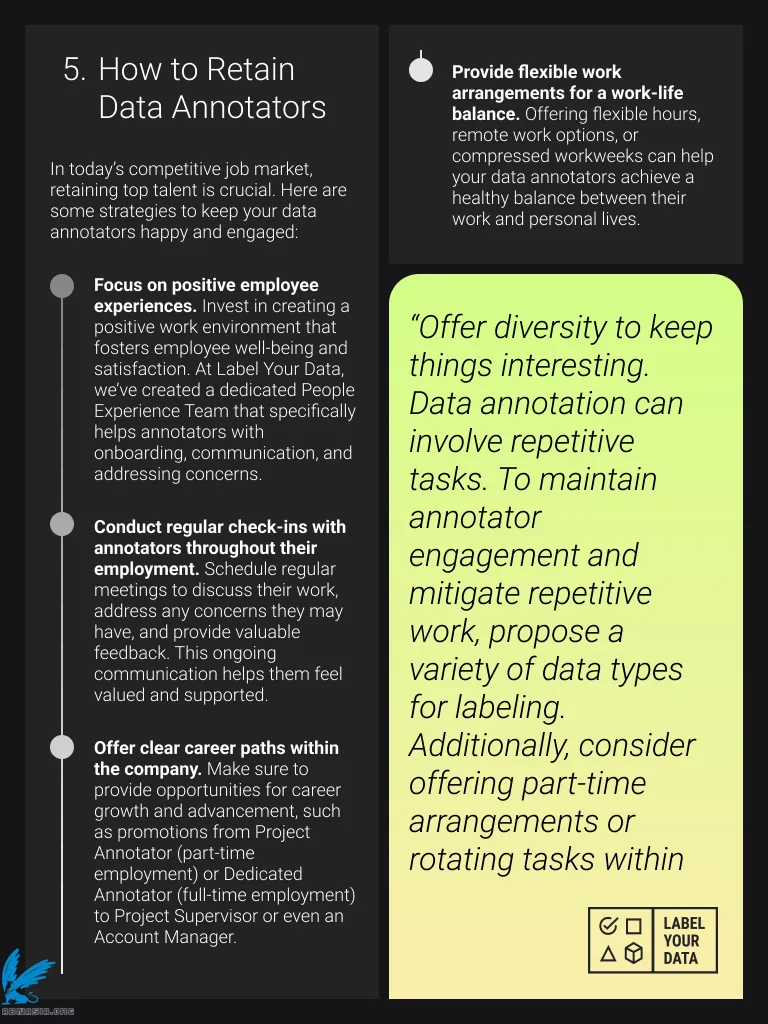 5. How to Retain
Data Annotators
In today's competitive job market,
retaining top talent is crucial. Here are
some strategies to keep your data
annotators happy and engaged:
Focus on positive employee
experiences. Invest in creating a
positive work environment that
fosters employee well-being and
satisfaction. At Label Your Data,
we've created a dedicated People
Experience Team that specifically
helps annotators with
onboarding, communication, and
addressing concerns.
Conduct regular check-ins with
annotators throughout their
employment. Schedule regular
meetings to discuss their work,
address any concerns they may
have, and provide valuable
feedback. This ongoing
communication helps them feel
valued and supported.
Offer clear career paths within
the company. Make sure to
provide opportunities for career
growth and advancement, such
as promotions from Project
Annotator (part-time
employment) or Dedicated
Annotator (full-time employment)
to Project Supervisor or even an
Account Manager.
Provide flexible work
arrangements for a work-life
balance. Offering flexible hours,
remote work options, or
compressed workweeks can help
your data annotators achieve a
healthy balance between their
work and personal lives.
“Offer diversity to keep
things interesting.
Data annotation can
involve repetitive
tasks. To maintain
annotator
engagement and
mitigate repetitive
work, propose a
variety of data types
for labeling.
Additionally, consider
offering part-time
arrangements or
rotating tasks within
LABEL
YOUR
DATA
ABNASIA.ORG